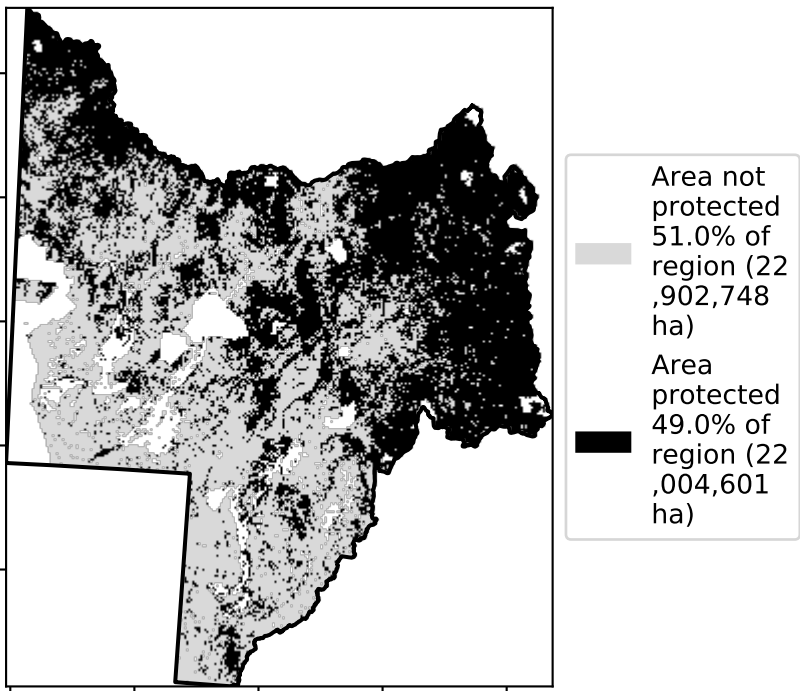 Area not
protected
51.0% of
region (22
,902,748
ha)
Area
protected
49.0% of
region (22
,004,601
ha)